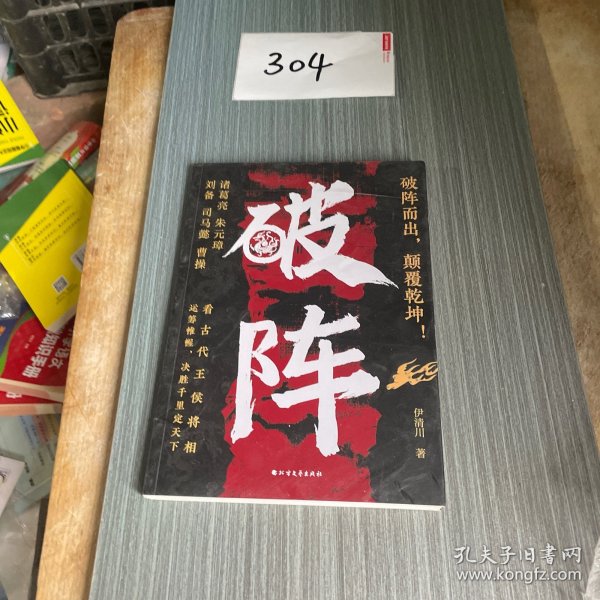 304
破阵而出，颠覆乾坤！
破阵
诸葛亮 朱元璋
刘备 司马懿 曹操
看古代王侯将相
运筹帷幄、决胜千里定天下
伊清川 著
北方文艺出版社
孔夫子旧书网
www.kongfz.com